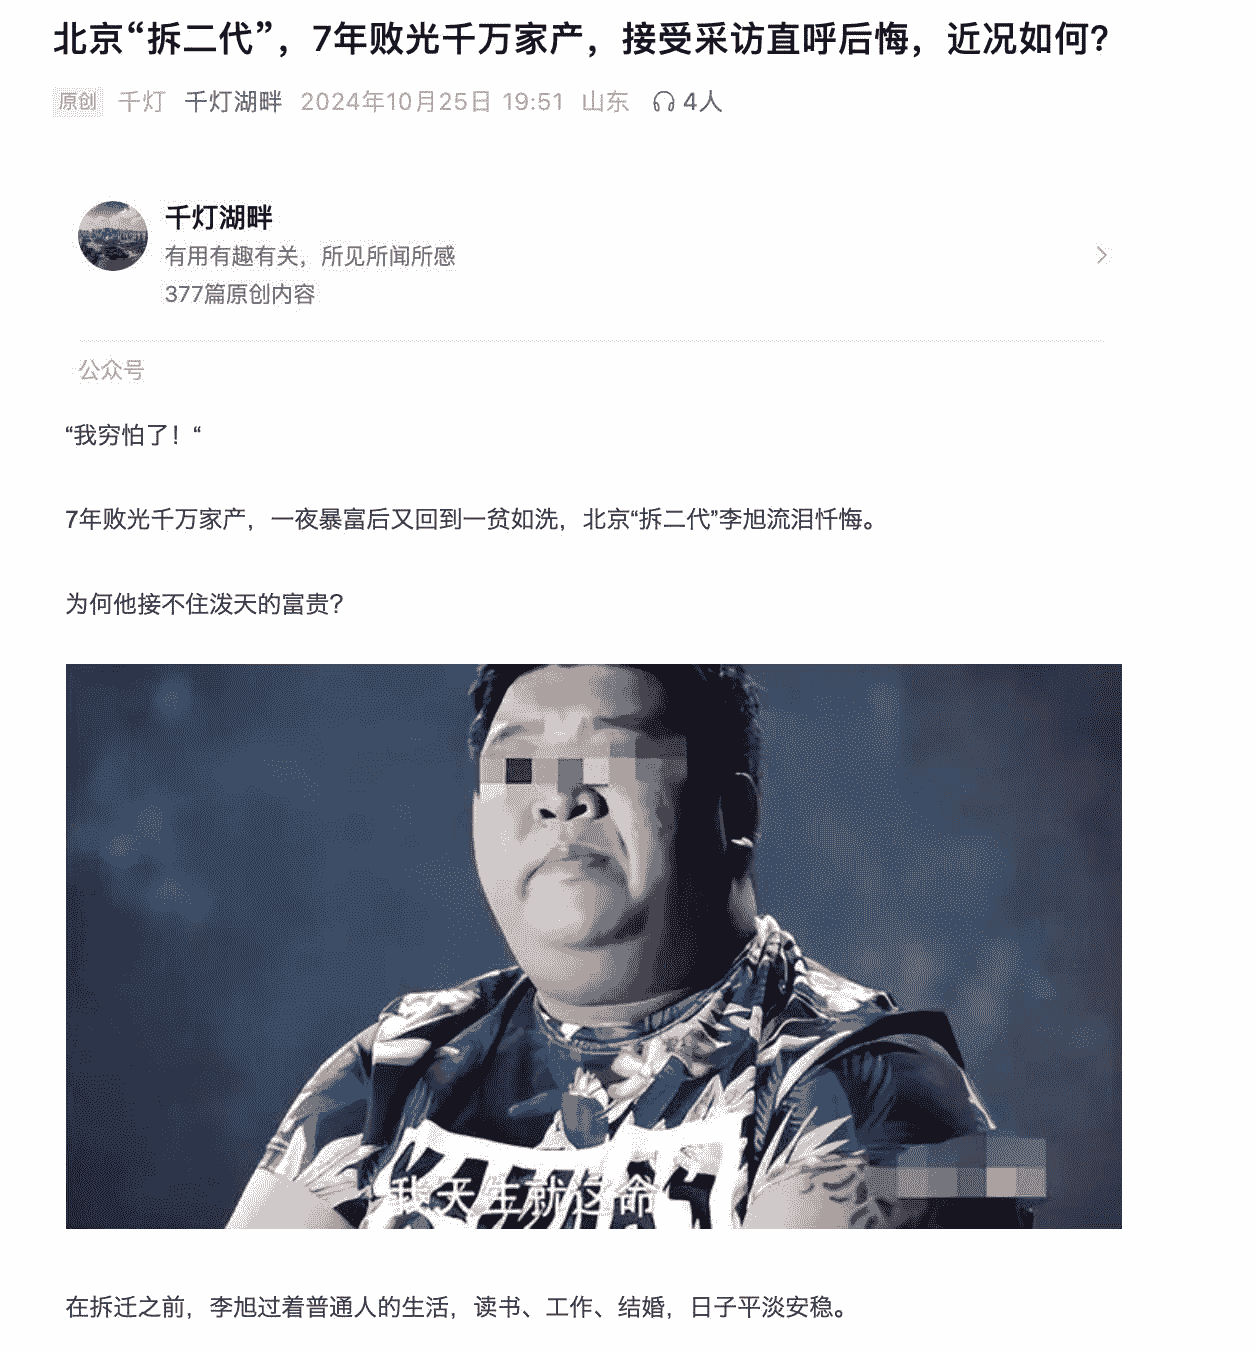 北京“拆二代”，7年败光千万家产，接受采访直呼后悔，近况如何？
原创 千灯 千灯湖畔 2024年10月25日 19:51 山东 4人
千灯湖畔
有用有趣有关，所见所闻所感
377篇原创内容
公众号
“我穷怕了！“
7年败光千万家产，一夜暴富后又回到一贫如洗，北京“拆二代”李旭流泪忏悔。
为何他接不住泼天的富贵？
我天生就这命
在拆迁之前，李旭过着普通人的生活，读书、工作、结婚，日子平淡安稳。